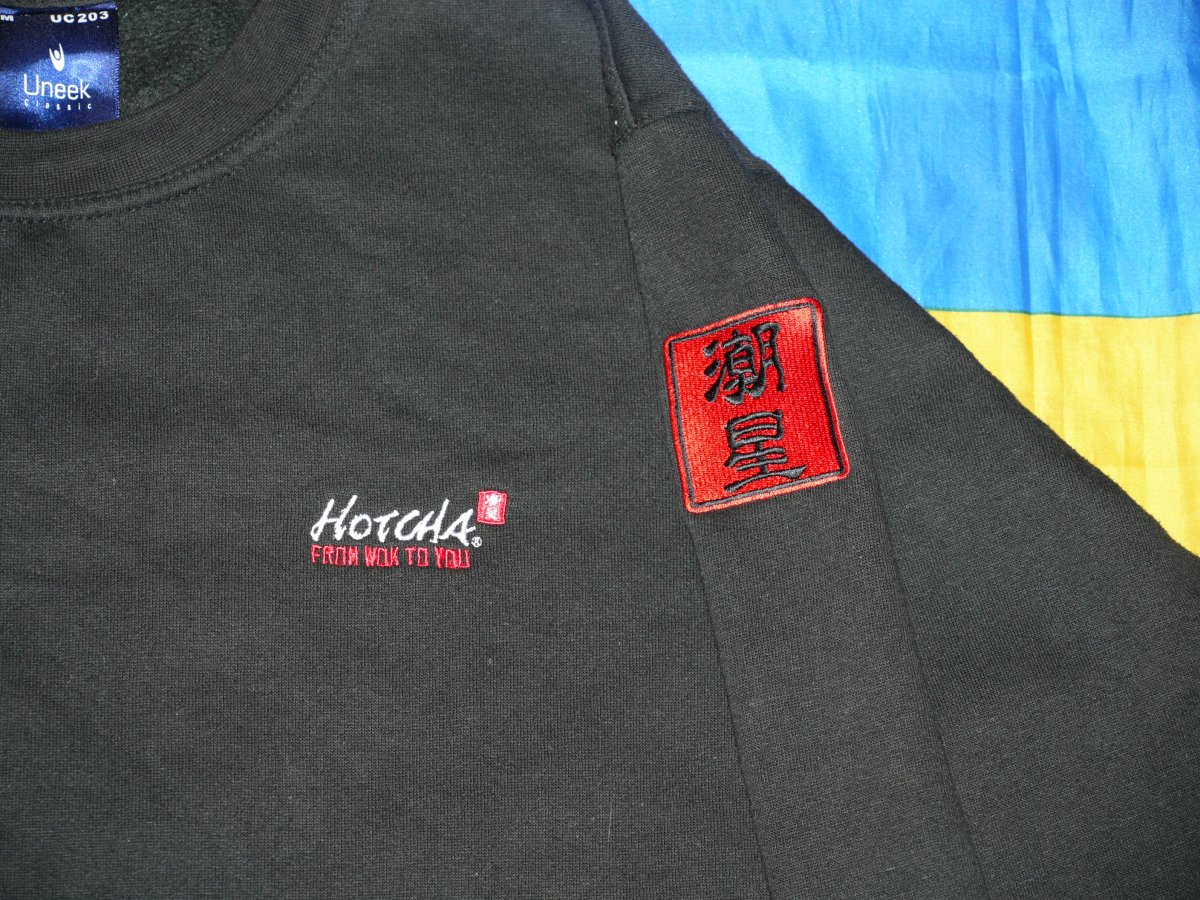 M UC203
Uneek
classic
HOTCHA®
FROM WOK TO YOU
潮
星